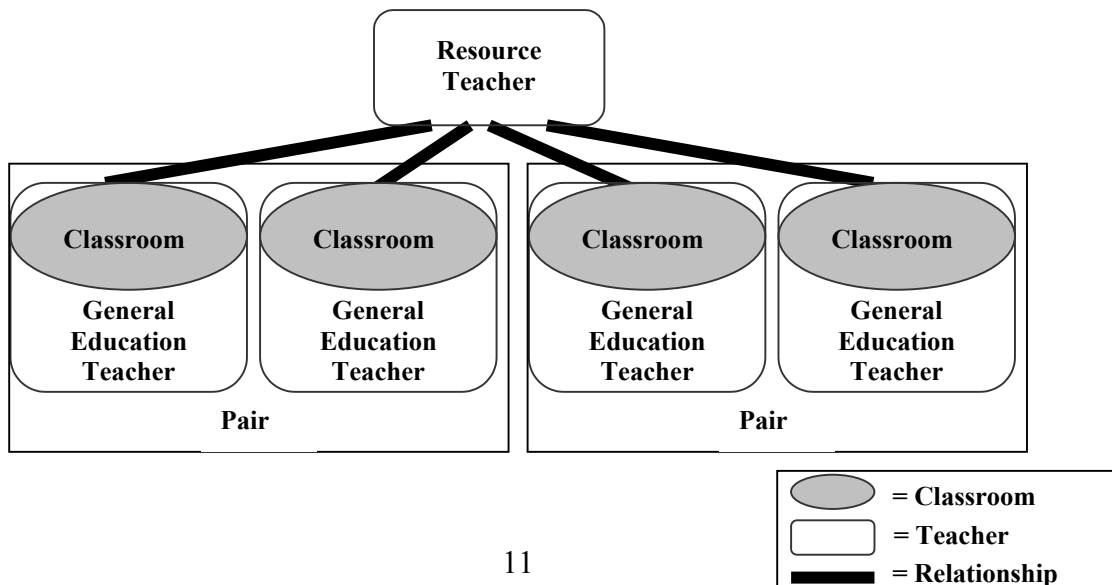 Resource
Teacher
Classroom
General
Education
Teacher
Classroom
General
Education
Teacher
Pair
Classroom
General
Education
Teacher
Classroom
General
Education
Teacher
Pair
= Classroom
= Teacher
= Relationship
11